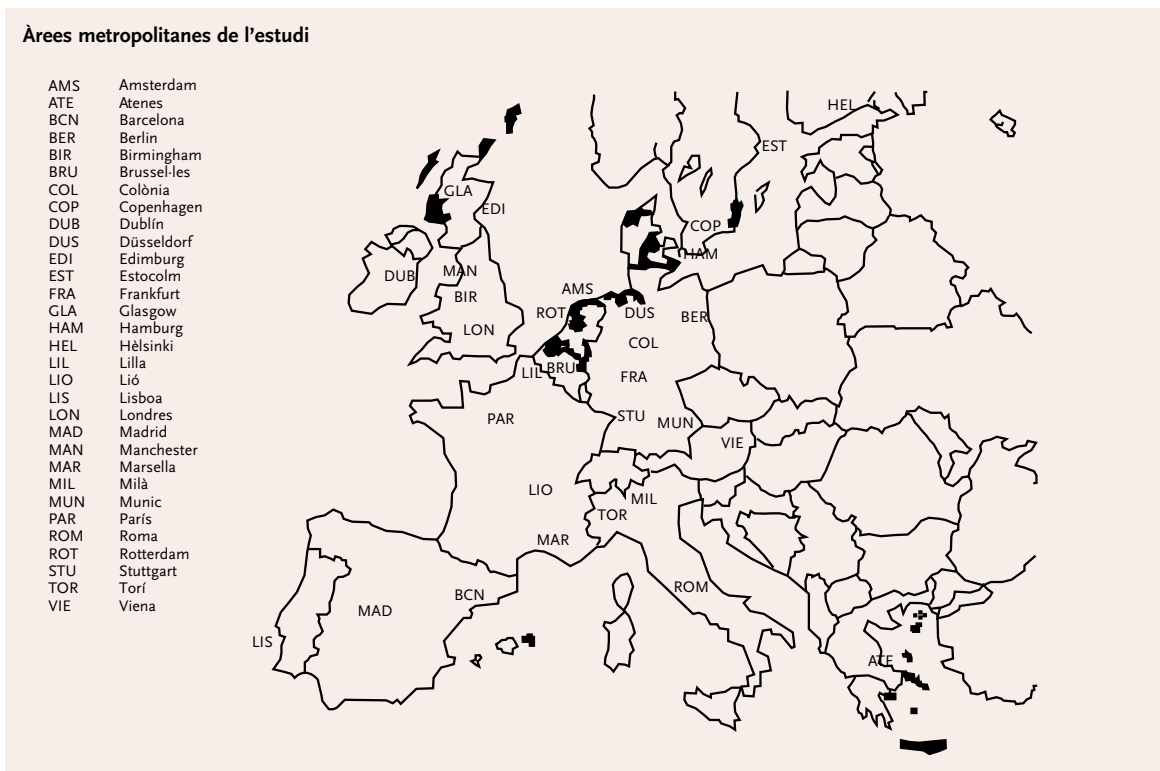 Àrees metropolitanes de l’estudi
AMS Amsterdam
ATE Atenes
BCN Barcelona
BER Berlin
BIR Birmingham
BRU Brussel·les
COL Colònia
COP Copenhagen
DUB Dublín
DUS Düsseldorf
EDI Edimburg
EST Estocolm
FRA Frankfurt
GLA Glasgow
HAM Hamburg
HEL Hèlsinki
LIL Lilla
LIO Lió
LIS Lisboa
LON Londres
MAD Madrid
MAN Manchester
MAR Marsella
MIL Milà
MUN Munic
PAR París
ROM Roma
ROT Rotterdam
STU Stuttgart
TOR Torí
VIE Viena
HEL
EST
GLA
EDI
COP
HAM
DUB
MAN
AMS
BIR
ROT
DUS
BER
LON
COL
LIL
BRU
FRA
PAR
STU
MUN
VIE
LIO
MIL
TOR
MAR
ROM
BCN
MAD
LIS
ATE